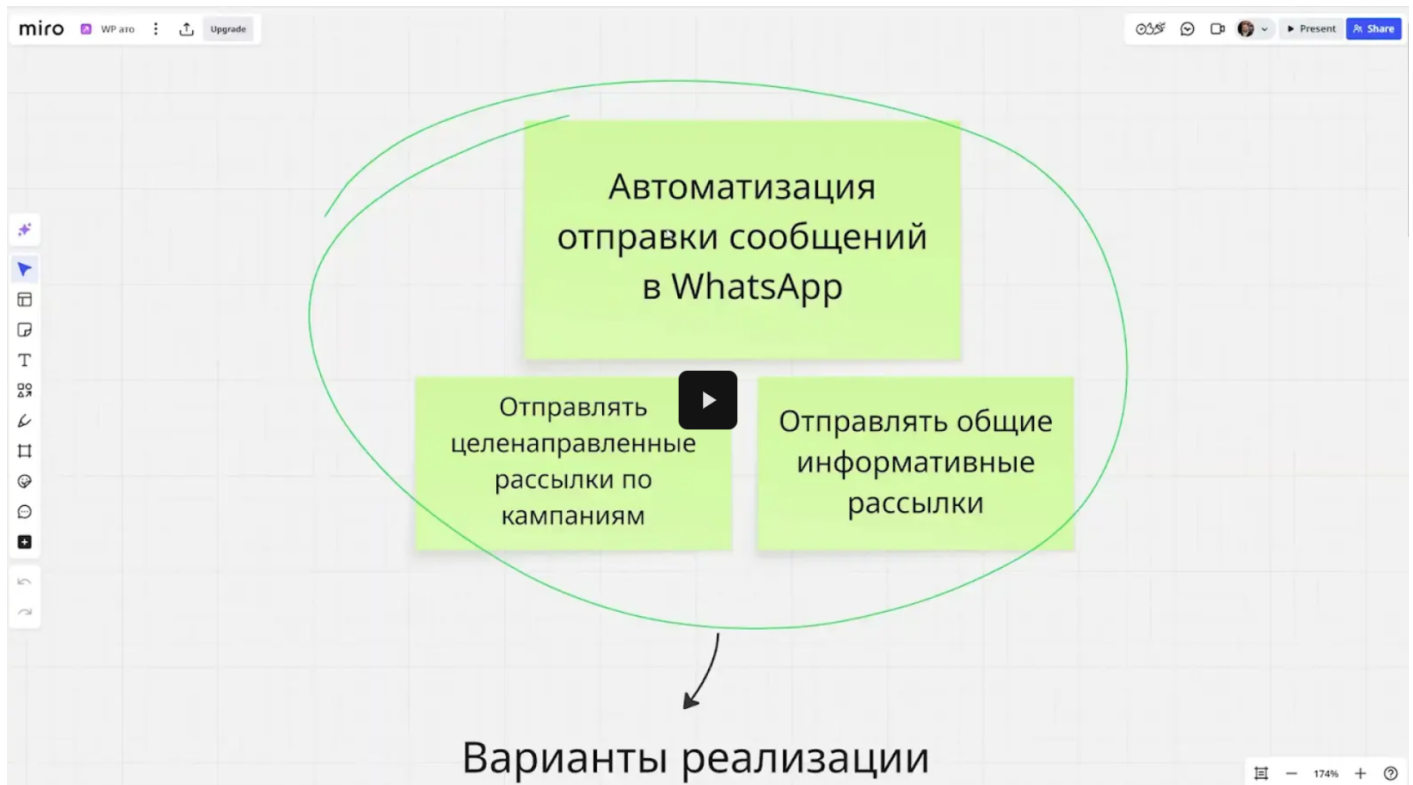 miro
WP ато
Upgrade
Present
Share
Автоматизация
отправки сообщений
в WhatsApp
Отправлять
целенаправленные
рассылки по
кампаниям
Отправлять общие
информативные
рассылки
Варианты реализации
174%